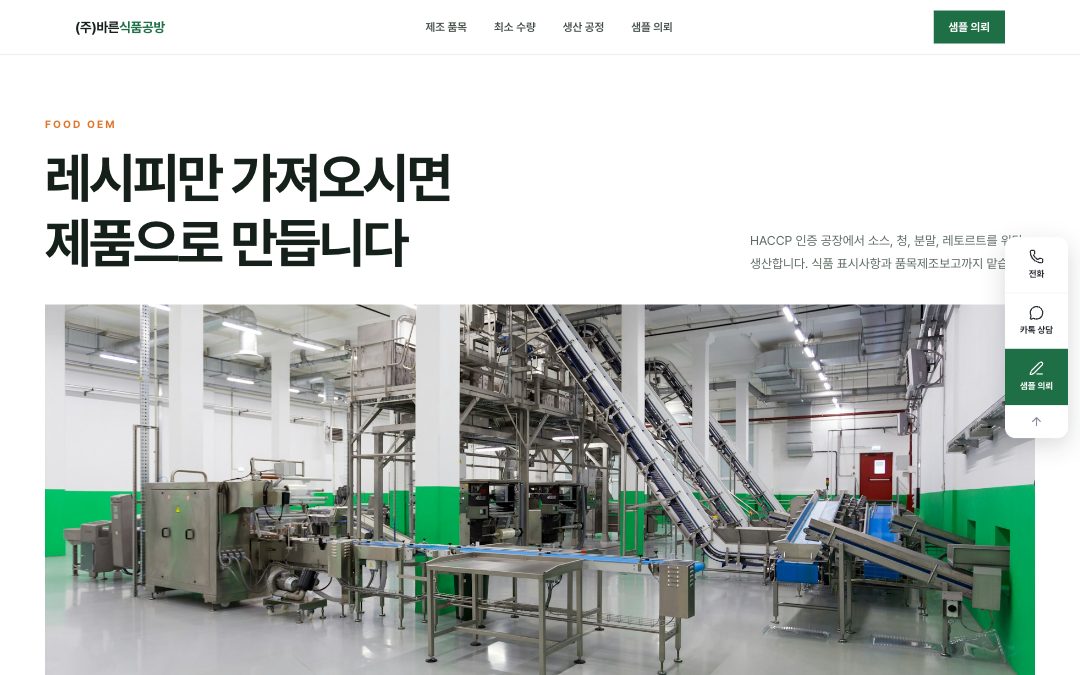 (주)바른식품공방
제조 품목
최소 수량
생산 공정
샘플 의뢰
샘플 의뢰
FOOD OEM
레시피만 가져오시면
제품으로 만듭니다
HACCP 인증 공장에서 소스, 청, 분말, 레토르트를
생산합니다. 식품 표시사항과 품목제조보고까지
전화
카톡 상담
샘플 의뢰